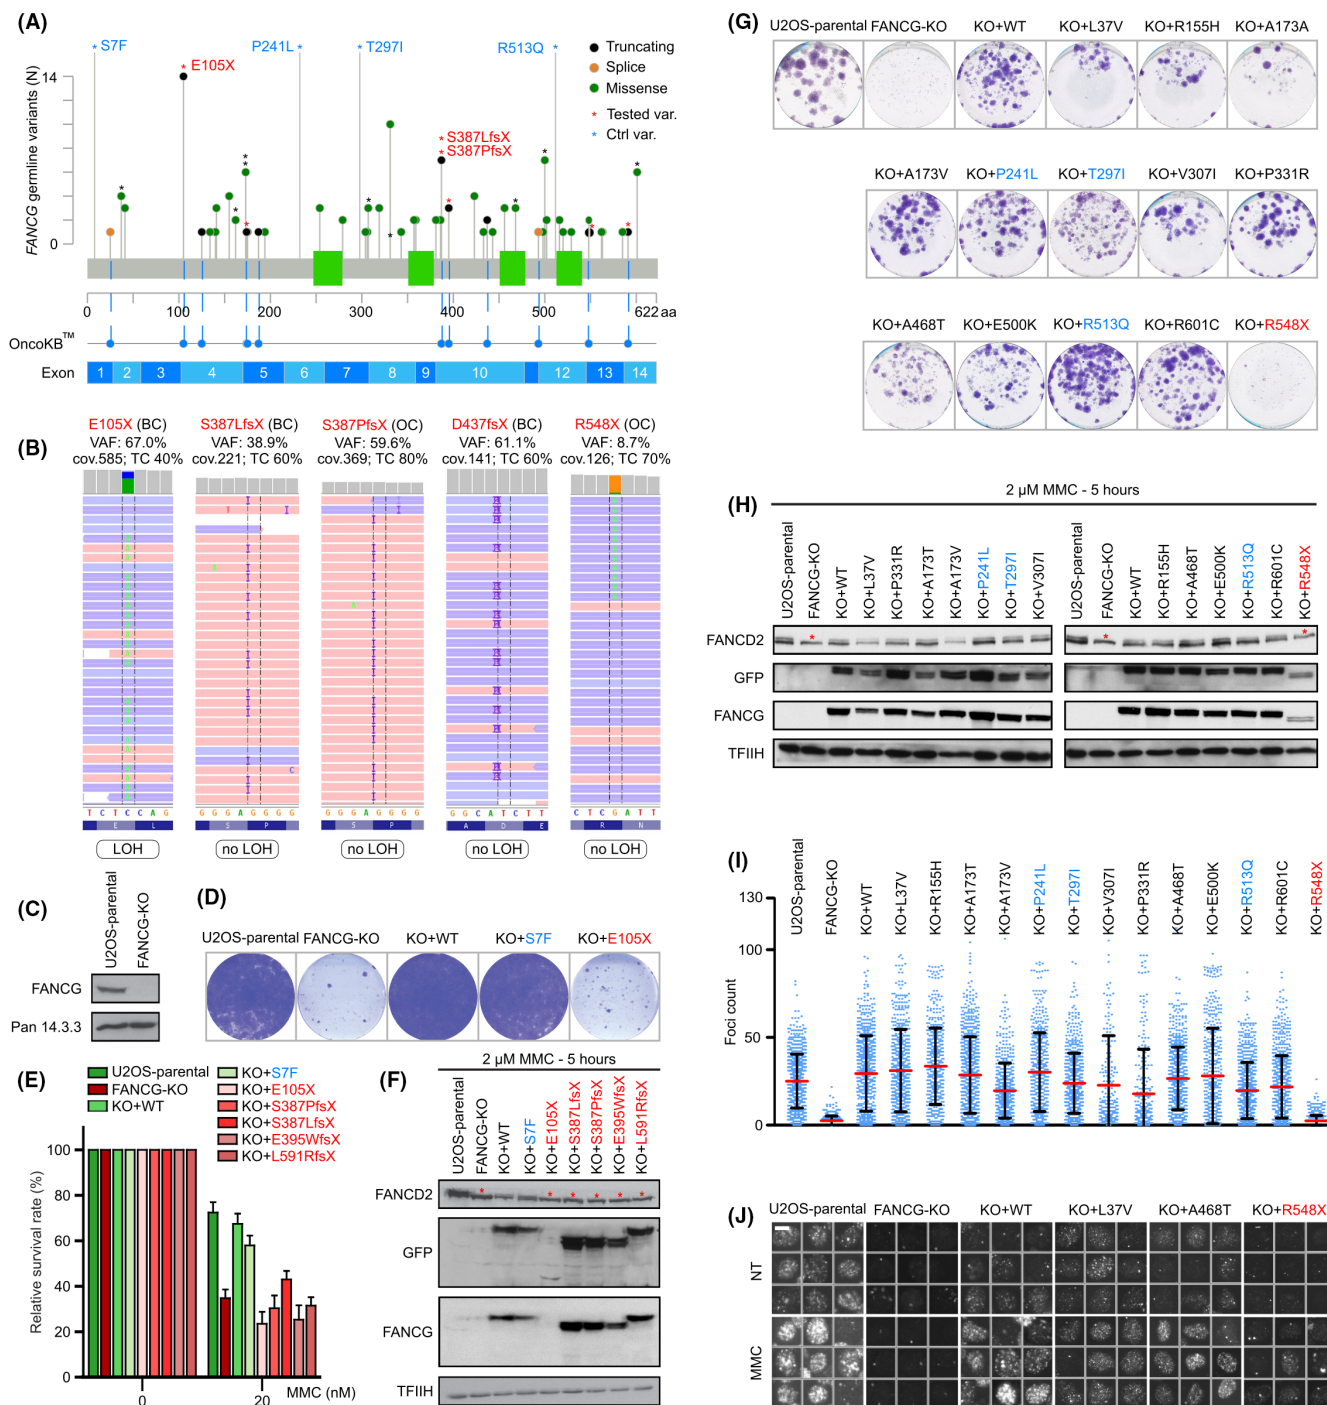 (A)
FANCG germline variants (N)
14
0
* S7F
P241L *
* T297I
R513Q *
* E105X
* S387LfsX
* S387PfsX
Truncating
Splice
Missense
* Tested var.
* Ctrl var.
0 100 200 300 400 500 622 aa
OncoKB™
Exon 1 2 3 4 5 6 7 8 9 10 12 13 14
(B)
E105X (BC)
VAF: 67.0%
cov.585; TC 40%
S387LfsX (BC)
VAF: 38.9%
cov.221; TC 60%
S387PfsX (OC)
VAF: 59.6%
cov.369; TC 80%
D437fsX (BC)
VAF: 61.1%
cov.141; TC 60%
R548X (OC)
VAF: 8.7%
cov.126; TC 70%
T C T C C A G
G G G A G G G G
G G G A G G G G
G G C A T C T T
C T C G A T T
E L
S P
S P
A D E
R N
LOH
no LOH
no LOH
no LOH
no LOH
(C)
U2OS-parental
FANCG-KO
FANCG
Pan 14.3.3
(D)
U2OS-parental FANCG-KO KO+WT KO+S7F KO+E105X
(E)
U2OS-parental
FANCG-KO
KO+WT
KO+S7F
KO+E105X
KO+S387PfsX
KO+S387LfsX
KO+E395WfsX
KO+L591RfsX
Relative survival rate (%)
100
80
60
40
20
0
0 20 MMC (nM)
(F)
2 µM MMC - 5 hours
U2OS-parental
FANCG-KO
KO+WT
KO+S7F
KO+E105X
KO+S387LfsX
KO+S387PfsX
KO+E395WfsX
KO+L591RfsX
FANCD2
GFP
FANCG
TFIIH
(G)
U2OS-parental FANCG-KO KO+WT KO+L37V KO+R155H KO+A173A
KO+A173V KO+P241L KO+T297I KO+V307I KO+P331R
KO+A468T KO+E500K KO+R513Q KO+R601C KO+R548X
(H)
2 µM MMC - 5 hours
U2OS-parental
FANCG-KO
KO+WT
KO+L37V
KO+P331R
KO+A173T
KO+A173V
KO+P241L
KO+T297I
KO+V307I
U2OS-parental
FANCG-KO
KO+WT
KO+R155H
KO+A468T
KO+E500K
KO+R513Q
KO+R601C
KO+R548X
FANCD2
GFP
FANCG
TFIIH
(I)
Foci count
130
100
50
0
U2OS-parental
FANCG-KO
KO+WT
KO+L37V
KO+R155H
KO+A173T
KO+A173V
KO+P241L
KO+T297I
KO+V307I
KO+P331R
KO+A468T
KO+E500K
KO+R513Q
KO+R601C
KO+R548X
(J)
U2OS-parental FANCG-KO KO+WT KO+L37V KO+A468T KO+R548X
NT
MMC